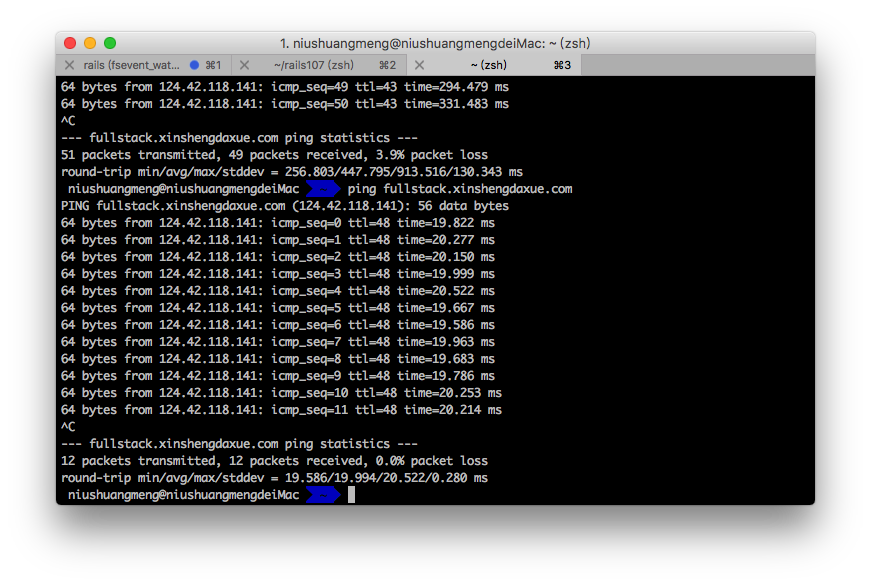 1. niushuangmeng@niushuangmengdeiMac: ~ (zsh)
rails (fsevent_wat... ⌘1 ~/rails107 (zsh) ⌘2 ~ (zsh) ⌘3
64 bytes from 124.42.118.141: icmp_seq=49 ttl=43 time=294.479 ms
64 bytes from 124.42.118.141: icmp_seq=50 ttl=43 time=331.483 ms
^C
--- fullstack.xinshengdaxue.com ping statistics ---
51 packets transmitted, 49 packets received, 3.9% packet loss
round-trip min/avg/max/stddev = 256.803/447.795/913.516/130.343 ms
niushuangmeng@niushuangmengdeiMac ~ ping fullstack.xinshengdaxue.com
PING fullstack.xinshengdaxue.com (124.42.118.141): 56 data bytes
64 bytes from 124.42.118.141: icmp_seq=0 ttl=48 time=19.822 ms
64 bytes from 124.42.118.141: icmp_seq=1 ttl=48 time=20.277 ms
64 bytes from 124.42.118.141: icmp_seq=2 ttl=48 time=20.150 ms
64 bytes from 124.42.118.141: icmp_seq=3 ttl=48 time=19.999 ms
64 bytes from 124.42.118.141: icmp_seq=4 ttl=48 time=20.522 ms
64 bytes from 124.42.118.141: icmp_seq=5 ttl=48 time=19.667 ms
64 bytes from 124.42.118.141: icmp_seq=6 ttl=48 time=19.586 ms
64 bytes from 124.42.118.141: icmp_seq=7 ttl=48 time=19.963 ms
64 bytes from 124.42.118.141: icmp_seq=8 ttl=48 time=19.683 ms
64 bytes from 124.42.118.141: icmp_seq=9 ttl=48 time=19.786 ms
64 bytes from 124.42.118.141: icmp_seq=10 ttl=48 time=20.253 ms
64 bytes from 124.42.118.141: icmp_seq=11 ttl=48 time=20.214 ms
^C
--- fullstack.xinshengdaxue.com ping statistics ---
12 packets transmitted, 12 packets received, 0.0% packet loss
round-trip min/avg/max/stddev = 19.586/19.994/20.522/0.280 ms
niushuangmeng@niushuangmengdeiMac ~